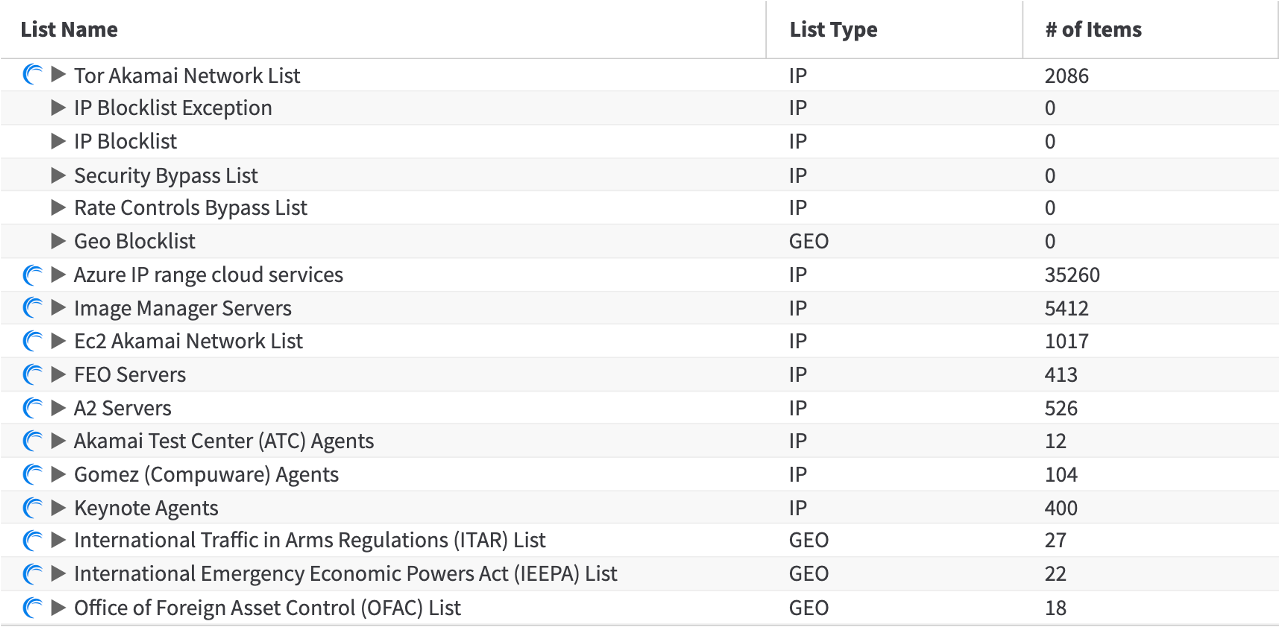 List Name List Type # of Items
Tor Akamai Network List IP 2086
IP Blocklist Exception IP 0
IP Blocklist IP 0
Security Bypass List IP 0
Rate Controls Bypass List IP 0
Geo Blocklist GEO 0
Azure IP range cloud services IP 35260
Image Manager Servers IP 5412
Ec2 Akamai Network List IP 1017
FEO Servers IP 413
A2 Servers IP 526
Akamai Test Center (ATC) Agents IP 12
Gomez (Compuware) Agents IP 104
Keynote Agents IP 400
International Traffic in Arms Regulations (ITAR) List GEO 27
International Emergency Economic Powers Act (IEEPA) List GEO 22
Office of Foreign Asset Control (OFAC) List GEO 18